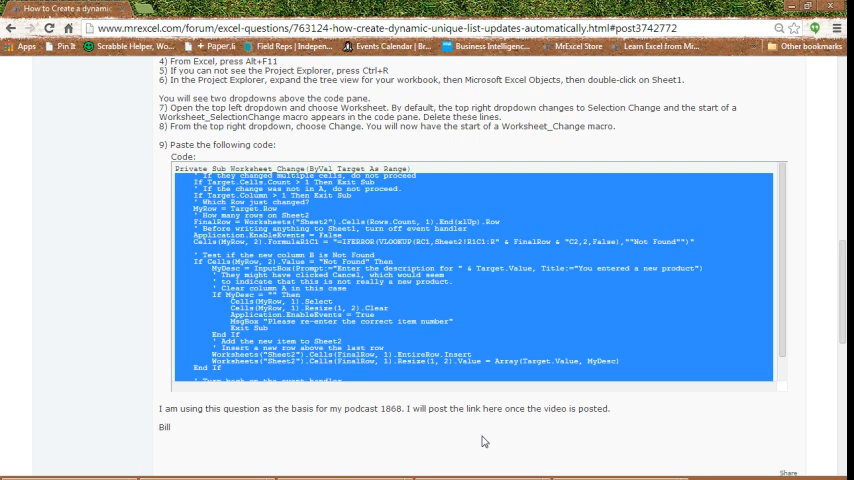 How to Create a dynamic
www.mrexcel.com/forum/excel-questions/763124-how-create-dynamic-unique-list-updates-automatically.html#post3742772
Apps Pin It Scrabble Helper, Wo... + Paper.li Field Reps | Indepen... Events Calendar | Br... Business Intelligenc... MrExcel Store Learn Excel from Mr... Other bookmarks
4) From Excel, press Alt+F11
5) If you can not see the Project Explorer, press Ctrl+R
6) In the Project Explorer, expand the tree view for your workbook, then Microsoft Excel Objects, then double-click on Sheet1.
You will see two dropdowns above the code pane.
7) Open the top left dropdown and choose Worksheet. By default, the top right dropdown changes to Selection Change and the start of a
Worksheet_SelectionChange macro appears in the code pane. Delete these lines.
8) From the top right dropdown, choose Change. You will now have the start of a Worksheet_Change macro.
9) Paste the following code:
Code:
Private Sub Worksheet_Change(ByVal Target As Range)
' If they changed multiple cells, do not proceed
If Target.Cells.Count > 1 Then Exit Sub
' If the change was not in A, do not proceed.
If Target.Column > 1 Then Exit Sub
' Which Row just changed?
MyRow = Target.Row
' How many rows on Sheet2
FinalRow = Worksheets("Sheet2").Cells(Rows.Count, 1).End(xlUp).Row
' Before writing anything to Sheet1, turn off event handler
Application.EnableEvents = False
Cells(MyRow, 2).FormulaR1C1 = "=IFERROR(VLOOKUP(RC1,Sheet2!R1C1:R" & FinalRow & "C2,2,False),""Not Found"")"
' Test if the new column B is Not Found
If Cells(MyRow, 2).Value = "Not Found" Then
MyDesc = InputBox(Prompt:="Enter the description for " & Target.Value, Title:="You entered a new product")
' They might have clicked Cancel, which would seem
' to indicate that this is not really a new product.
' Clear column A in this case
If MyDesc = "" Then
Cells(MyRow, 1).Select
Cells(MyRow, 1).Resize(1, 2).Clear
Application.EnableEvents = True
MsgBox "Please re-enter the correct item number"
Exit Sub
End If
' Add the new item to Sheet2
' Insert a new row above the last row
Worksheets("Sheet2").Cells(FinalRow, 1).EntireRow.Insert
Worksheets("Sheet2").Cells(FinalRow, 1).Resize(1, 2).Value = Array(Target.Value, MyDesc)
End If
' Turn back on the event handler
I am using this question as the basis for my podcast 1868. I will post the link here once the video is posted.
Bill
Share